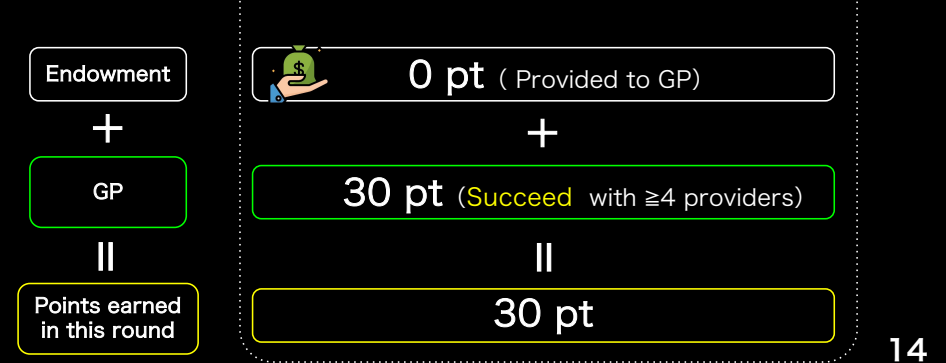 Endowment
$
0 pt ( Provided to GP)
+
+
GP
30 pt (Succeed with ≧4 providers)
=
=
Points earned
in this round
30 pt
14